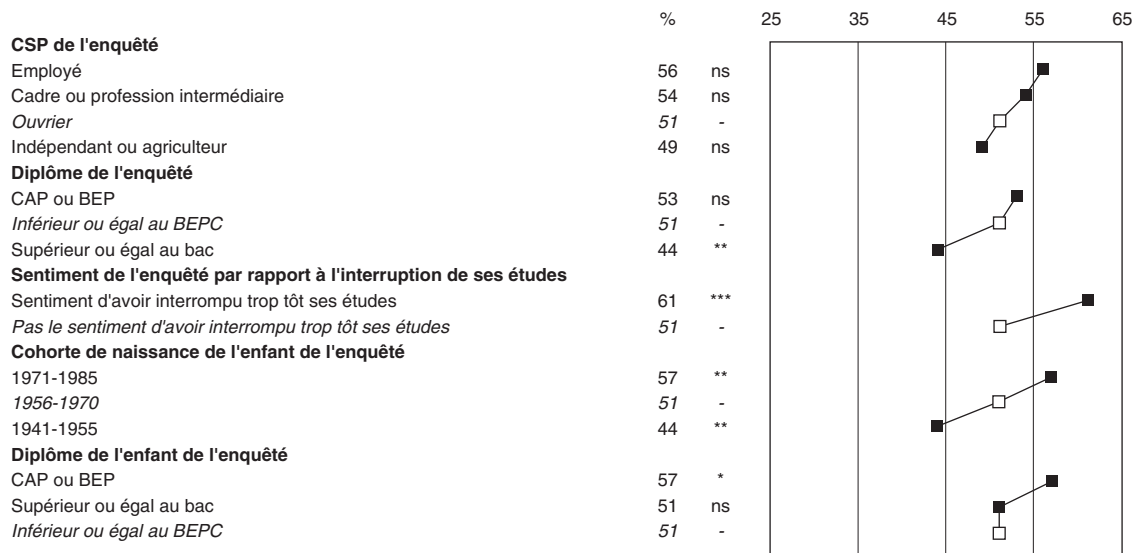 % 25 35 45 55 65
CSP de l'enquêté
Employé 56 ns
Cadre ou profession intermédiaire 54 ns
Ouvrier 51 -
Indépendant ou agriculteur 49 ns
Diplôme de l'enquêté
CAP ou BEP 53 ns
Inférieur ou égal au BEPC 51 -
Supérieur ou égal au bac 44 **
Sentiment de l'enquêté par rapport à l'interruption de ses études
Sentiment d'avoir interrompu trop tôt ses études 61 ***
Pas le sentiment d'avoir interrompu trop tôt ses études 51 -
Cohorte de naissance de l'enfant de l'enquêté
1971-1985 57 **
1956-1970 51 -
1941-1955 44 **
Diplôme de l'enfant de l'enquêté
CAP ou BEP 57 *
Supérieur ou égal au bac 51 ns
Inférieur ou égal au BEPC 51 -